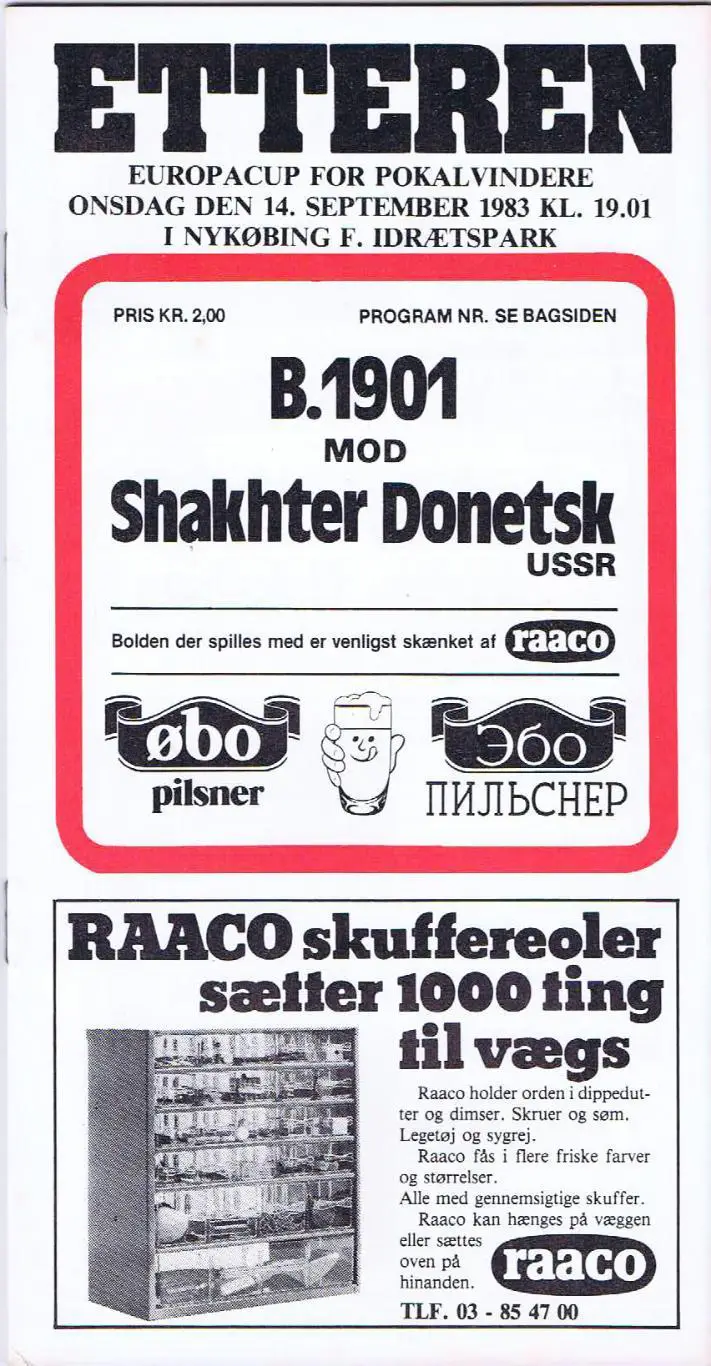 ETTEREN
EUROPACUP FOR POKALVINDERE
ONSDAG DEN 14. SEPTEMBER 1983 KL. 19.01
I NYKØBING F. IDRÆTSPARK
PRIS KR. 2,00 PROGRAM NR. SE BAGSIDEN
B.1901
MOD
Shakhter Donetsk
USSR
Bolden der spilles med er venligst skænket af raaco
øbo
pilsner
Эбо
ПИЛЬСНЕР
RAACO skuffereoler
sætter 1000 ting
til vægs
Raaco holder orden i dippedut-
ter og dimser. Skruer og søm.
Legetøj og sygrej.
Raaco fås i flere friske farver
og størrelser.
Alle med gennemsigtige skuffer.
Raaco kan hænges på væggen
eller sættes
oven på
hinanden.
raaco
TLF. 03 - 85 47 00